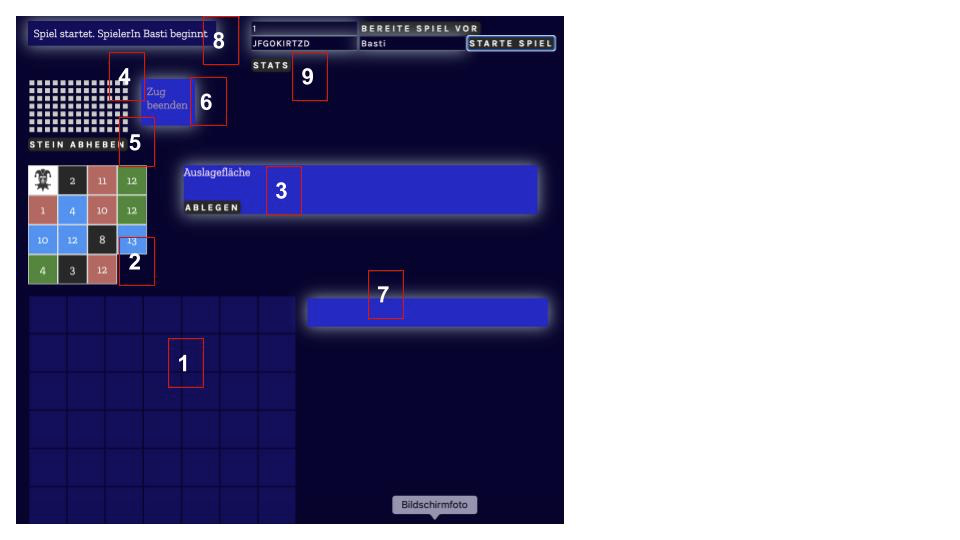 Spiel startet. SpielerIn Basti beginnt
8
1
BEREITE SPIEL VOR
JFGOKIRTZD
Basti
STARTE SPIEL
STATS
9
4
Zug
beenden
6
STEIN ABHEBEN
5
2 11 12
1 4 10 12
10 12 8 13
4 3 12
2
Auslagefläche
3
ABLEGEN
7
1
Bildschirmfoto